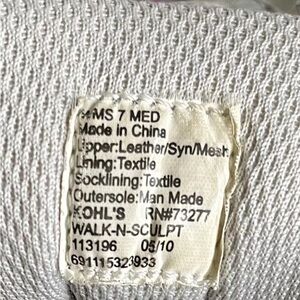 WMS 7 MED
Made in China
Upper:Leather/Syn/Mesh
Lining:Textile
Socklining:Textile
Outersole:Man Made
KOHL'S RN#73277
WALK-N-SCULPT
113196 05/10